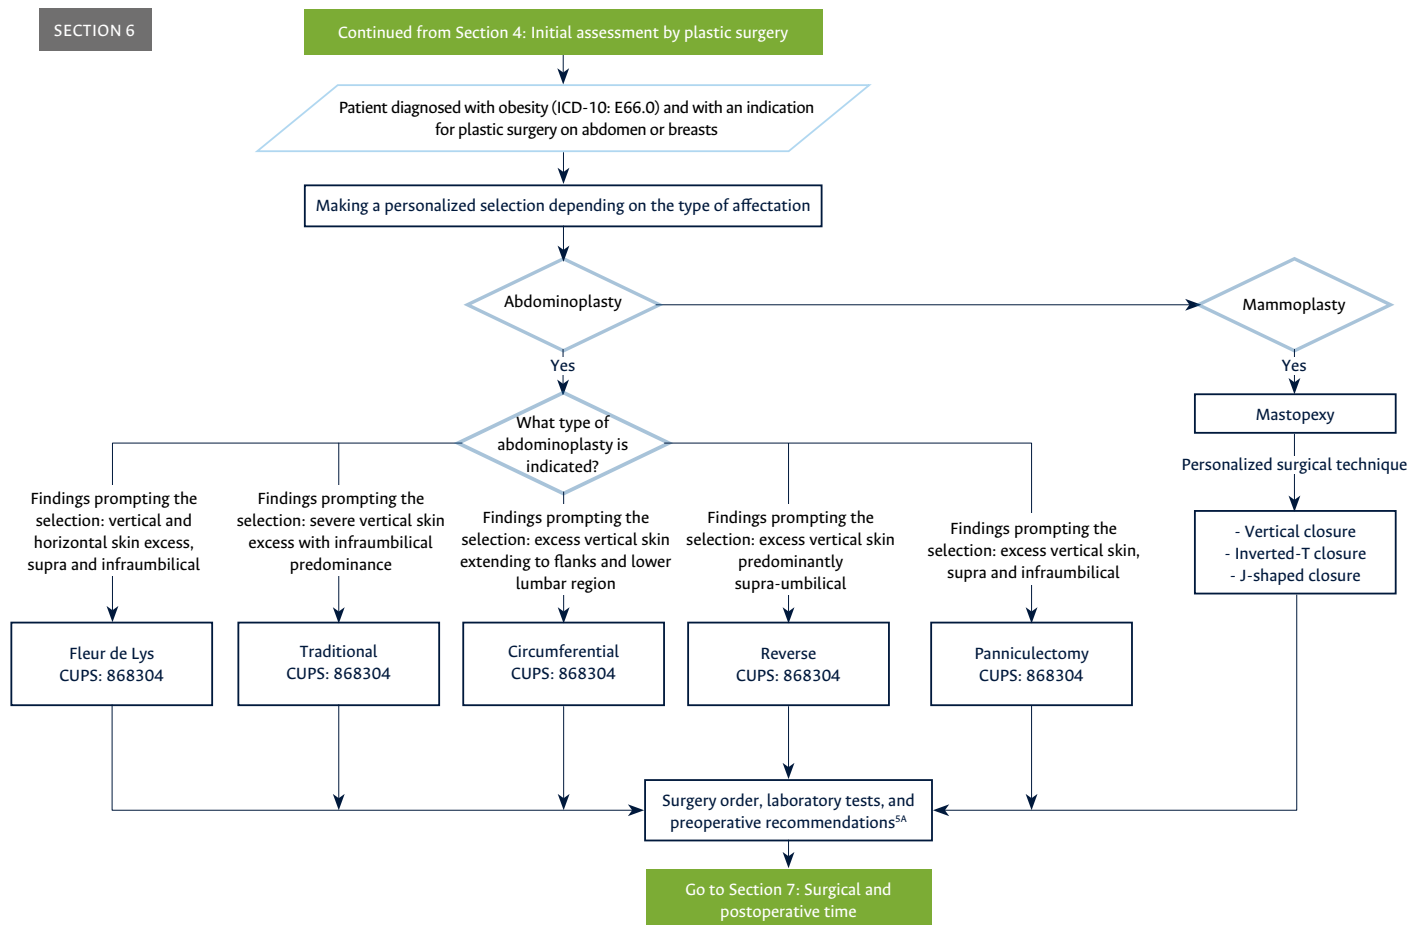 SECTION 6
Continued from Section 4: Initial assessment by plastic surgery
Patient diagnosed with obesity (ICD-10: E66.0) and with an indication
for plastic surgery on abdomen or breasts
Making a personalized selection depending on the type of affectation
Abdominoplasty
Mammoplasty
Yes
Yes
What type of
abdominoplasty is
indicated?
Mastopexy
Personalized surgical technique
- Vertical closure
- Inverted-T closure
- J-shaped closure
Findings prompting the
selection: vertical and
horizontal skin excess,
supra and infraumbilical
Findings prompting the
selection: severe vertical skin
excess with infraumbilical
predominance
Findings prompting the
selection: excess vertical skin
extending to flanks and lower
lumbar region
Findings prompting the
selection: excess vertical skin
predominantly
supra-umbilical
Findings prompting the
selection: excess vertical skin,
supra and infraumbilical
Fleur de Lys
CUPS: 868304
Traditional
CUPS: 868304
Circumferential
CUPS: 868304
Reverse
CUPS: 868304
Panniculectomy
CUPS: 868304
Surgery order, laboratory tests, and
preoperative recommendations5A
Go to Section 7: Surgical and
postoperative time